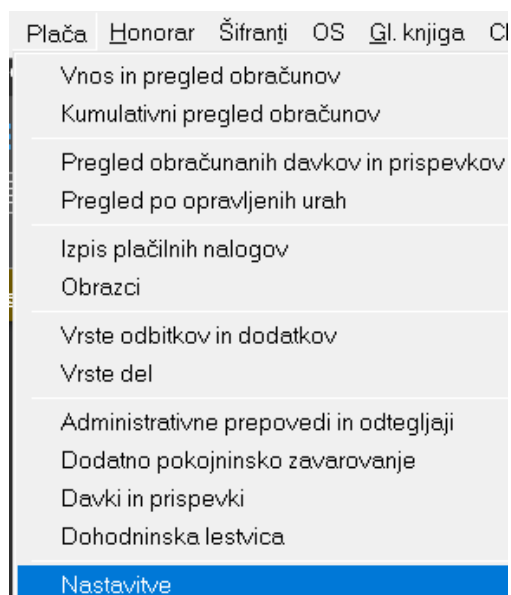 Plača Honorar Šifranti OS Gl. knjiga
Vnos in pregled obračunov
Kumulativni pregled obračunov
Pregled obračunanih davkov in prispevkov
Pregled po opravljenih urah
Izpis plačilnih nalogov
Obrazci
Vrste odbitkov in dodatkov
Vrste del
Administrativne prepovedi in odtegljaji
Dodatno pokojninsko zavarovanje
Davki in prispevki
Dohodninska lestvica
Nastavitve